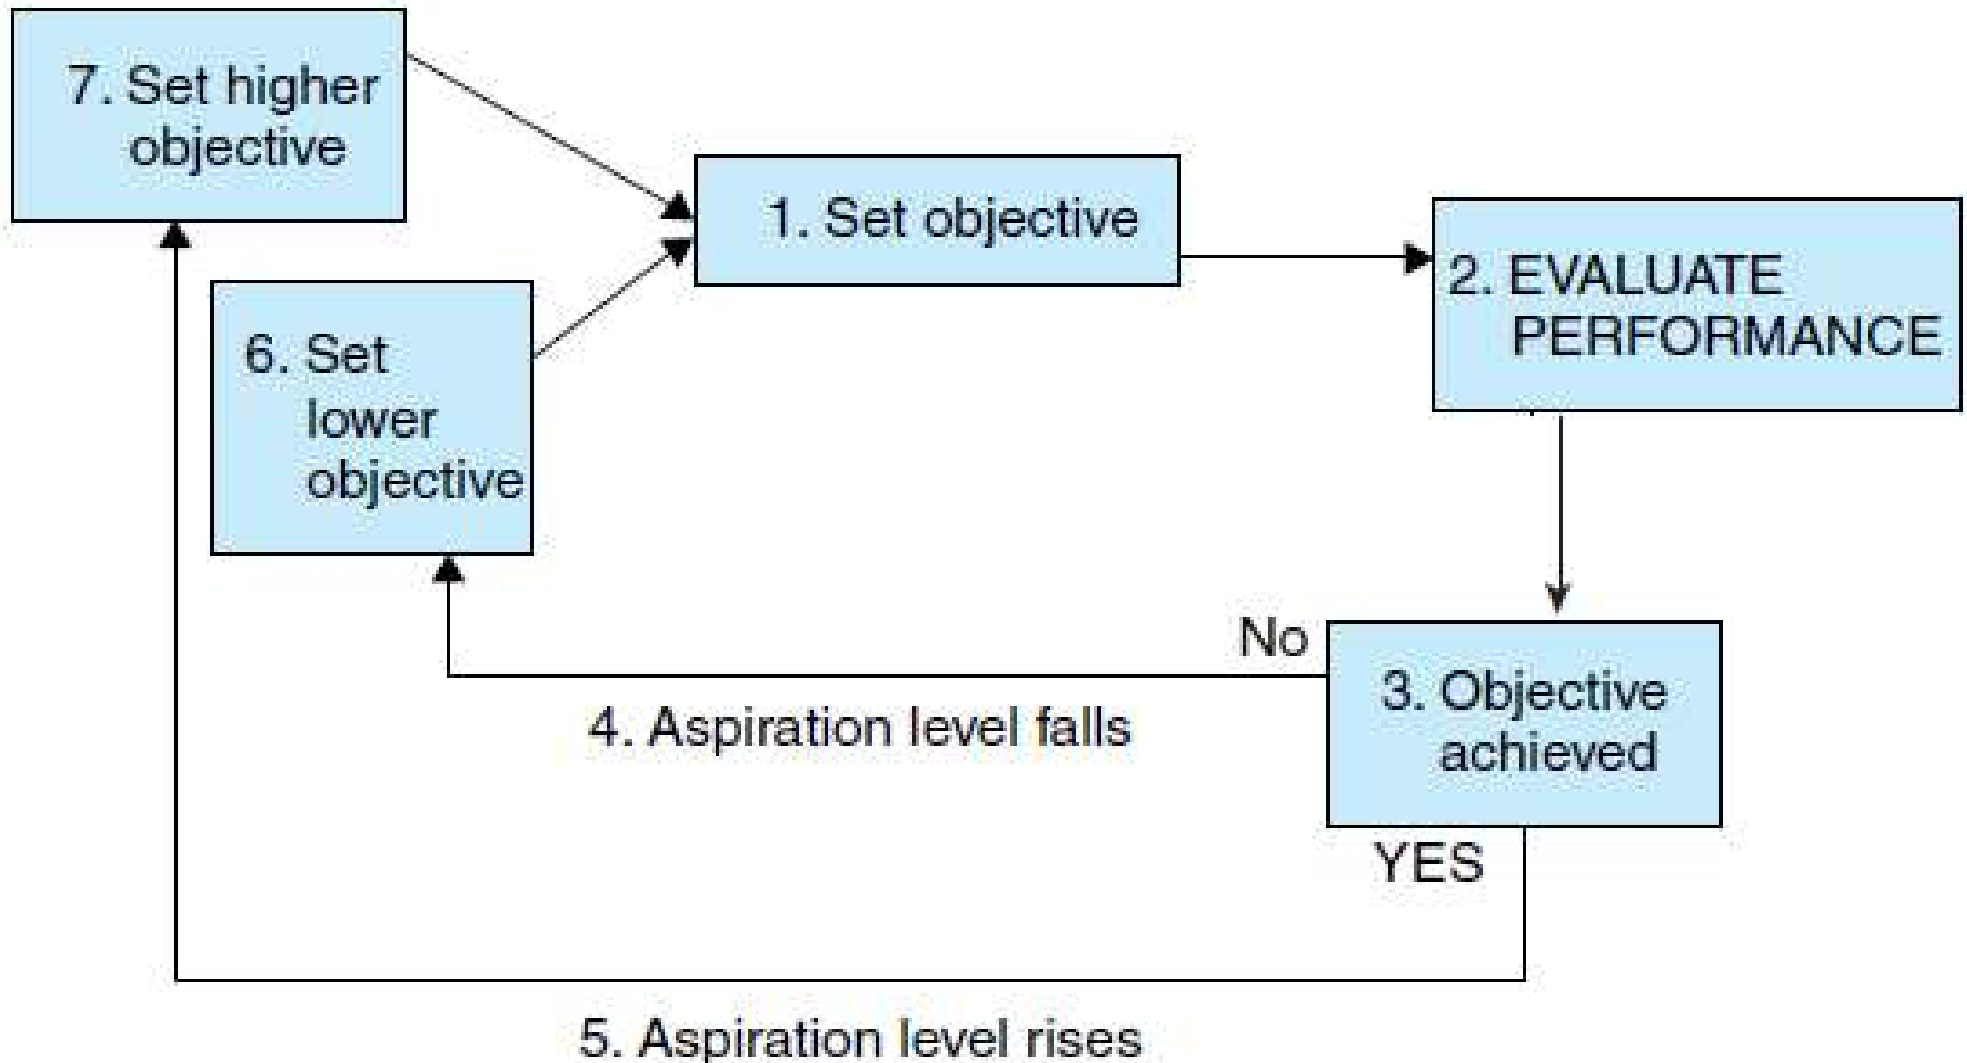 7. Set higher
objective
1. Set objective
2. EVALUATE
PERFORMANCE
6. Set
lower
objective
No
3. Objective
achieved
4. Aspiration level falls
YES
5. Aspiration level rises